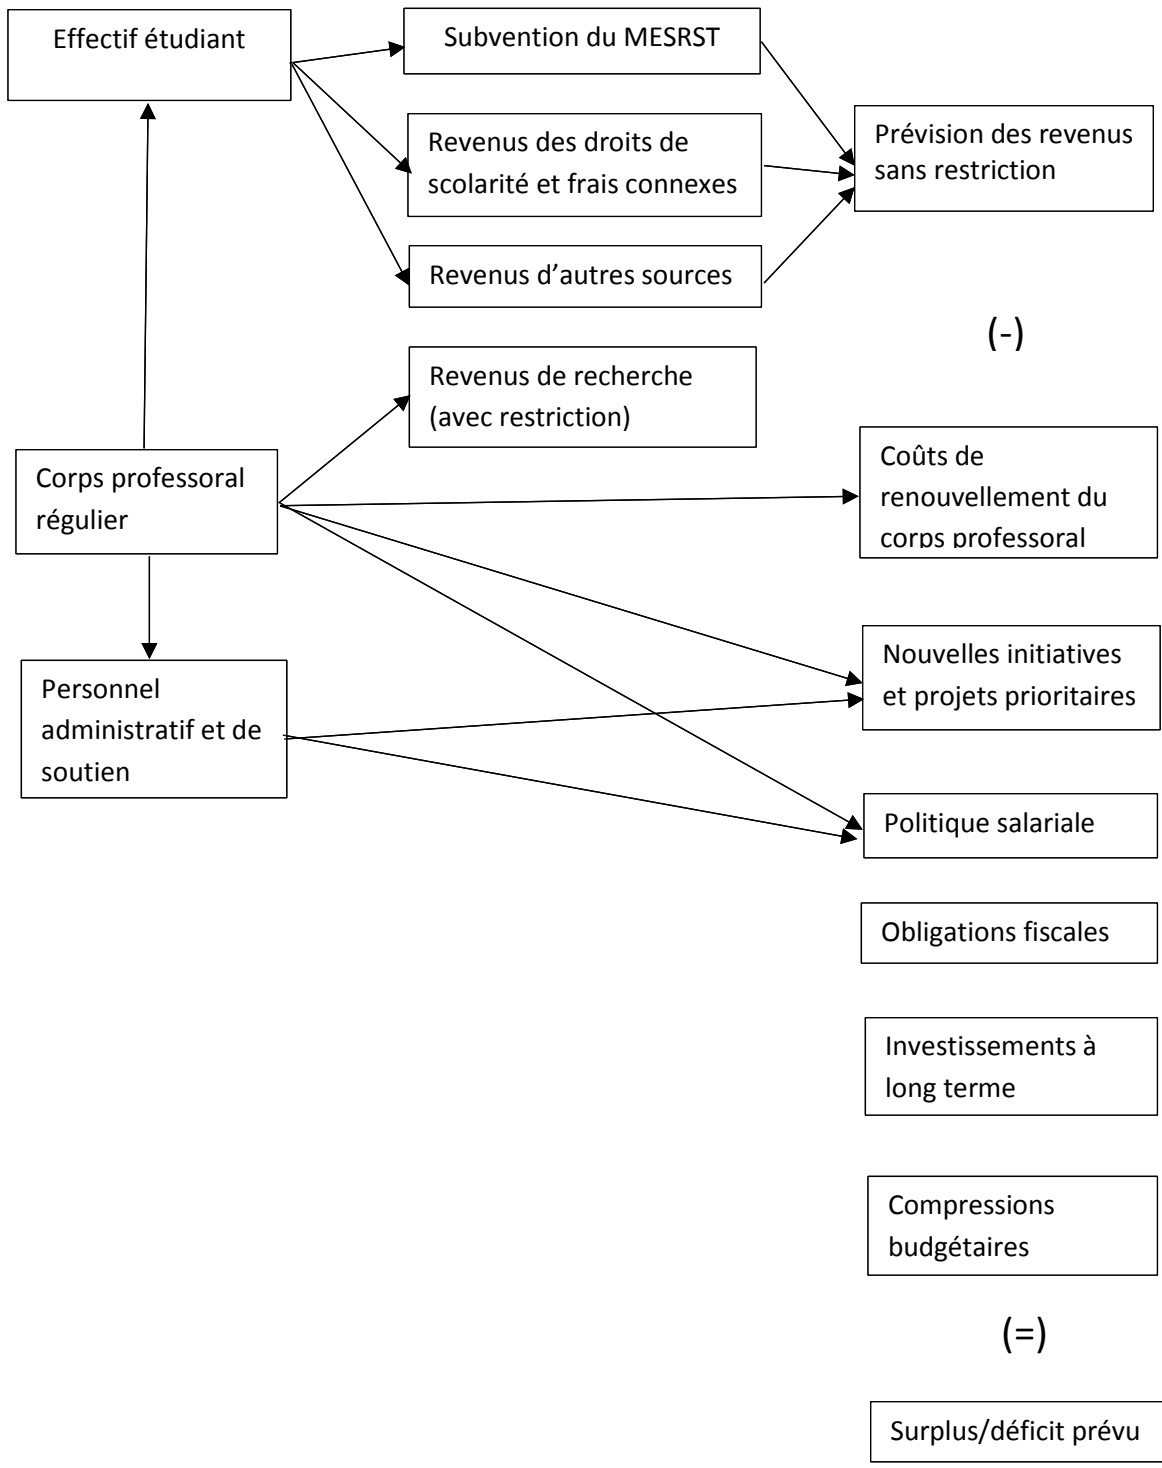 Effectif étudiant
Subvention du MESRST
Revenus des droits de
scolarité et frais connexes
Prévision des revenus
sans restriction
Revenus d’autres sources
(-)
Revenus de recherche
(avec restriction)
Corps professoral
régulier
Coûts de
renouvellement du
corps professoral
Personnel
administratif et de
soutien
Nouvelles initiatives
et projets prioritaires
Politique salariale
Obligations fiscales
Investissements à
long terme
Compressions
budgétaires
(=)
Surplus/déficit prévu